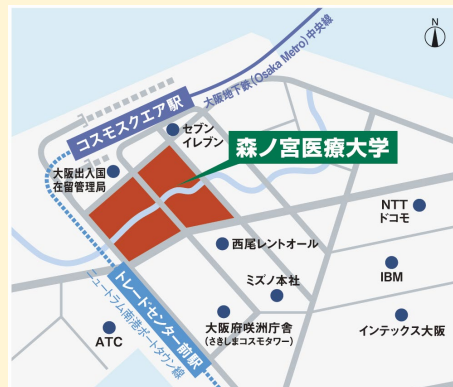 N
大阪地下鉄(Osaka Metro)中央線
コスモスクエア駅
セブン
イレブン
森ノ宮医療大学
大阪出入国
在留管理局
NTT
ドコモ
西尾レントオール
ミズノ本社
IBM
トレードセンター前駅
ニュートラム南港ポートタウン線
大阪府咲洲庁舎
(さきしまコスモタワー)
インテックス大阪
ATC